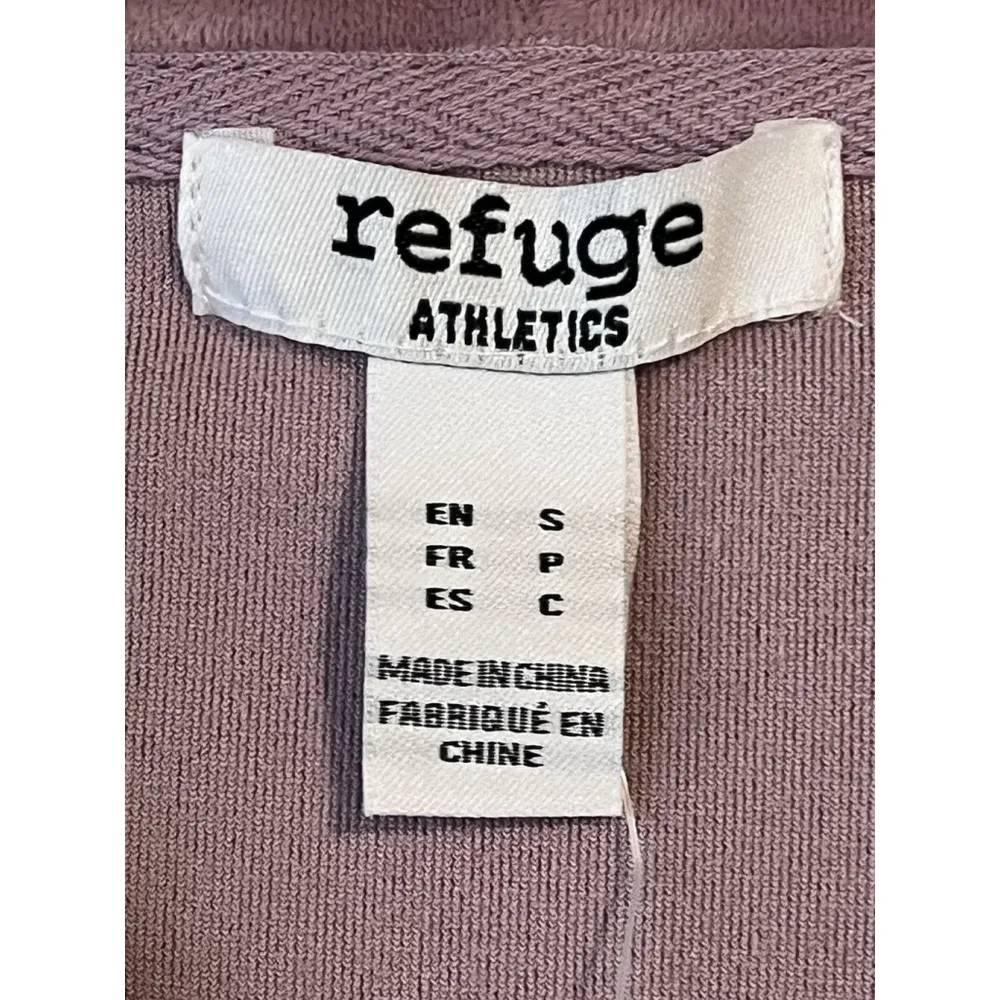 refuge
ATHLETICS
EN S
FR P
ES C
MADE IN CHINA
FABRIQUÉ EN
CHINE